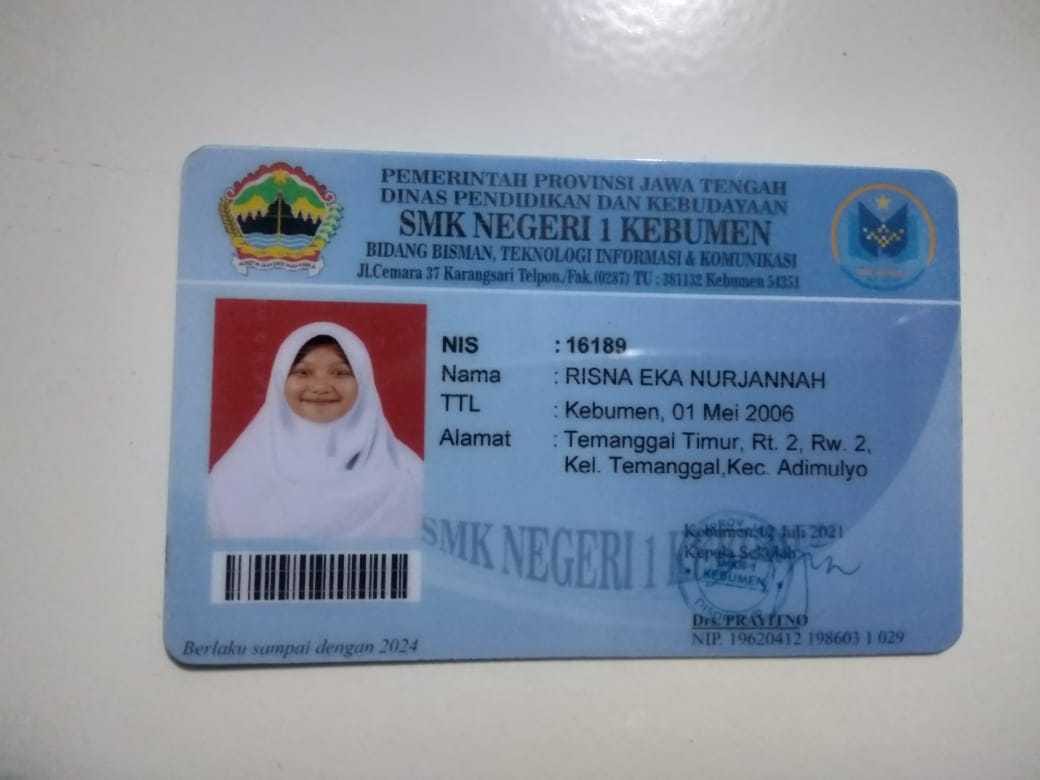 PEMERINTAH PROVINSI JAWA TENGAH
DINAS PENDIDIKAN DAN KEBUDAYAAN
SMK NEGERI 1 KEBUMEN
BIDANG BISMAN, TEKNOLOGI INFORMASI & KOMUNIKASI
Jl.Cemara 37 Karangsari Telpon./Fak.(0287) TU : 381132 Kebumen 54351
NIS : 16189
Nama : RISNA EKA NURJANNAH
TTL : Kebumen, 01 Mei 2006
Alamat : Temanggal Timur, Rt. 2, Rw. 2,
Kel. Temanggal,Kec. Adimulyo
SMK NEGERI 1
Kebumen,12 Juli 2021
Kepala Sekolah
KEBUMEN
Drs. PRAYITNO
NIP. 19620412 198603 1 029
Berlaku sampai dengan 2024